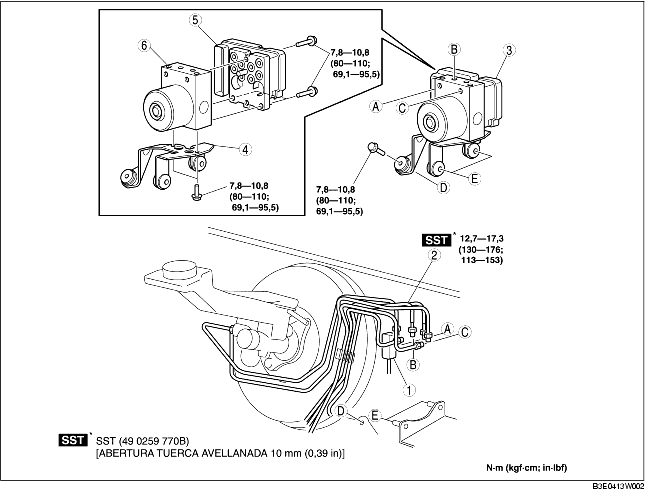 5
6
7,8—10,8
(80—110;
69,1—95,5)
4
7,8—10,8
(80—110;
69,1—95,5)
B
3
A
C
7,8—10,8
(80—110;
69,1—95,5)
D
E
SST * 12,7—17,3
(130—176;
113—153)
2
A
C
B
1
D
E
SST * SST (49 0259 770B)
[ABERTURA TUERCA AVELLANADA 10 mm (0,39 in)]
N·m (kgf·cm; in·lbf)
B3E0413W002